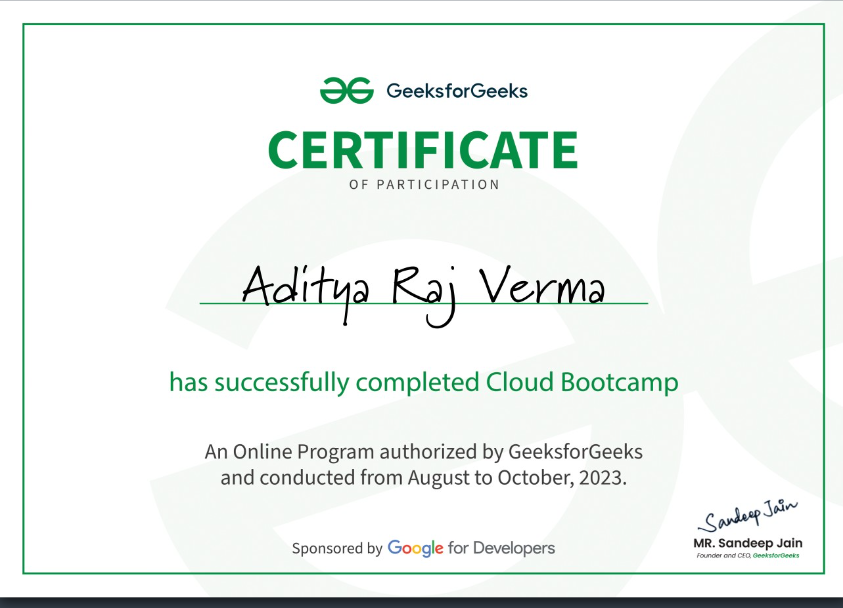 GeeksforGeeks
CERTIFICATE
OF PARTICIPATION
Aditya Raj Verma
has successfully completed Cloud Bootcamp
An Online Program authorized by GeeksforGeeks
and conducted from August to October, 2023.
Sandeep Jain
MR. Sandeep Jain
Founder and CEO, GeeksforGeeks
Sponsored by Google for Developers